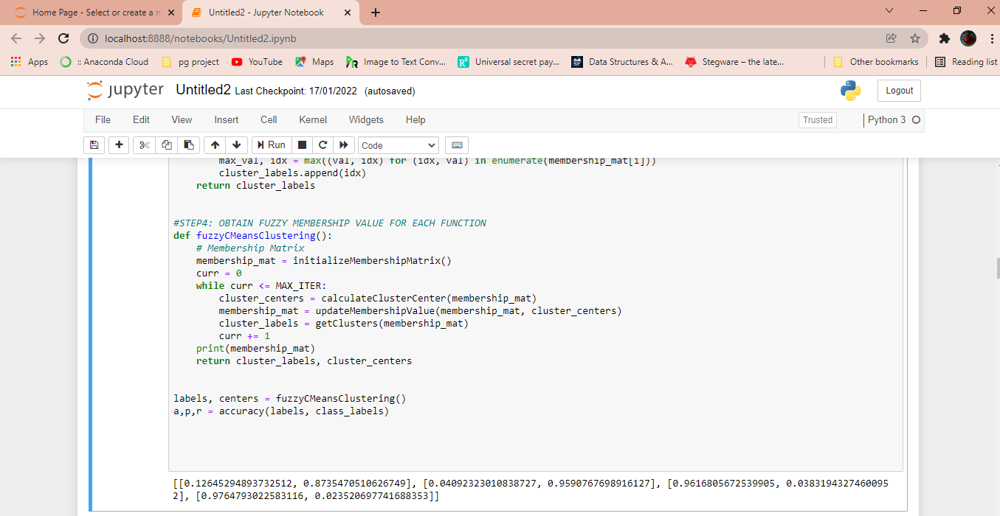 Home Page - Select or create a n
Untitled2 - Jupyter Notebook
localhost:8888/notebooks/Untitled2.ipynb
Apps :: Anaconda Cloud pg project YouTube Maps Image to Text Conv... Universal secret pay... Data Structures & A... Stegware – the late... Other bookmarks Reading list
jupyter Untitled2 Last Checkpoint: 17/01/2022 (autosaved) Logout
File Edit View Insert Cell Kernel Widgets Help Trusted Python 3
Run Code
max_val, idx = max((val, idx) for (idx, val) in enumerate(membership_mat[i]))
cluster_labels.append(idx)
return cluster_labels
#STEP4: OBTAIN FUZZY MEMBERSHIP VALUE FOR EACH FUNCTION
def fuzzyCMeansClustering():
# Membership Matrix
membership_mat = initializeMembershipMatrix()
curr = 0
while curr <= MAX_ITER:
cluster_centers = calculateClusterCenter(membership_mat)
membership_mat = updateMembershipValue(membership_mat, cluster_centers)
cluster_labels = getClusters(membership_mat)
curr += 1
print(membership_mat)
return cluster_labels, cluster_centers
labels, centers = fuzzyCMeansClustering()
a,p,r = accuracy(labels, class_labels)
[[0.12645294893732512, 0.8735470510626749], [0.04092323010838727, 0.9590767698916127], [0.9616805672539905, 0.0383194327460095
2], [0.9764793022583116, 0.023520697741688353]]